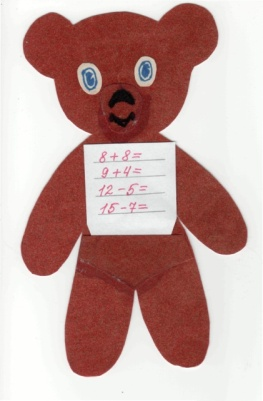 8+8=
9+4=
12-5=
15-7=